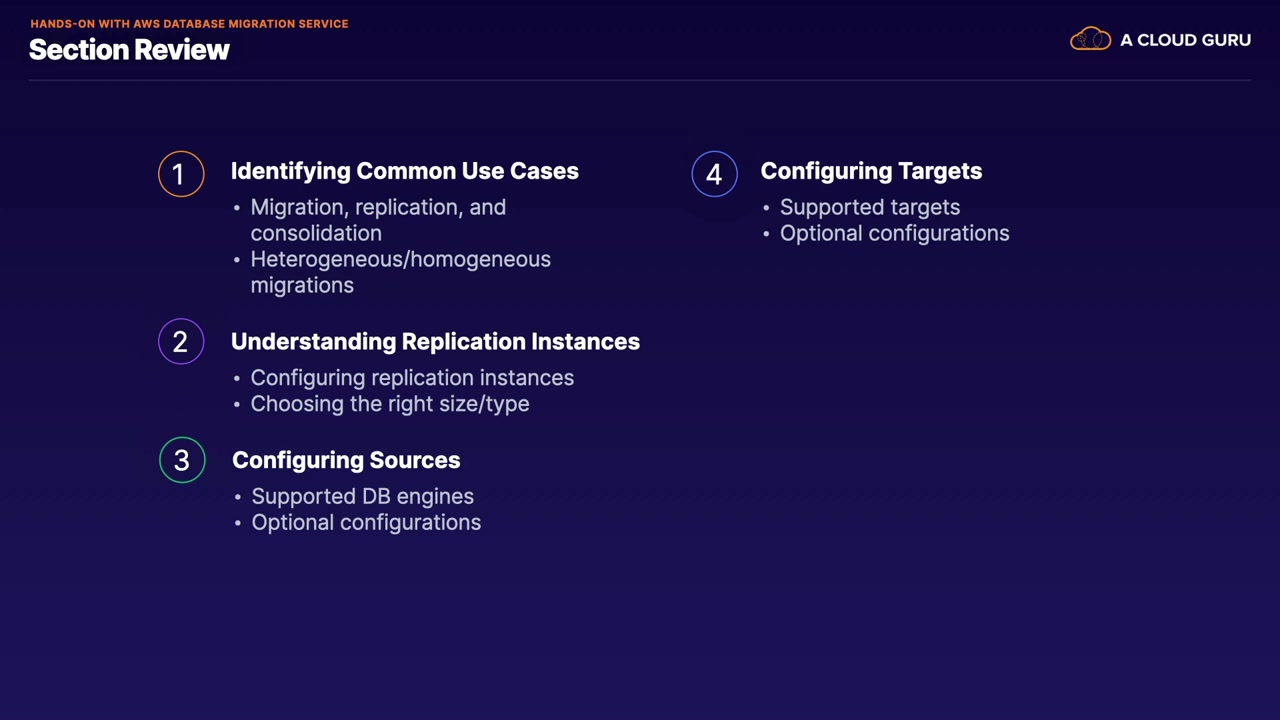 HANDS-ON WITH AWS DATABASE MIGRATION SERVICE
Section Review
A CLOUD GURU
1
Identifying Common Use Cases
• Migration, replication, and
consolidation
• Heterogeneous/homogeneous
migrations
2
Understanding Replication Instances
• Configuring replication instances
• Choosing the right size/type
3
Configuring Sources
• Supported DB engines
• Optional configurations
4
Configuring Targets
• Supported targets
• Optional configurations